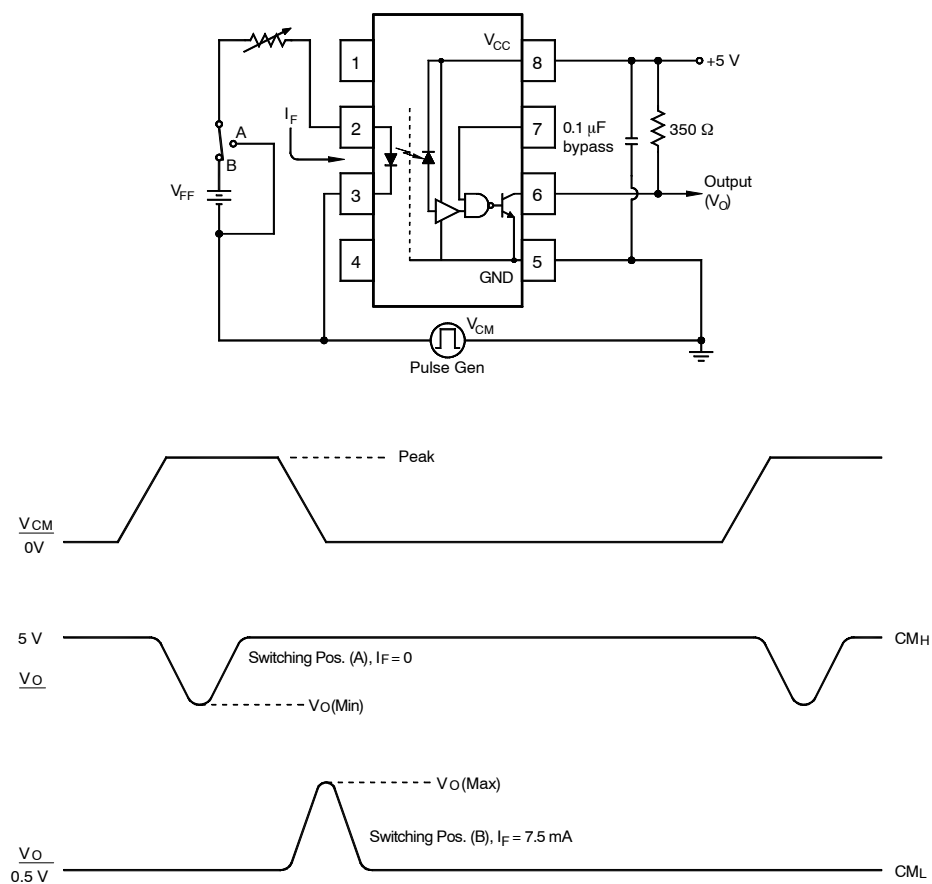 V_CC
1
8
+5 V
A
B
I_F
2
7
0.1 µF
bypass
350 Ω
V_FF
3
6
Output
(V_O)
4
5
GND
V_CM
Pulse Gen
Peak
V_CM
0V
5 V
CM_H
Switching Pos. (A), I_F = 0
V_O
V_O(Min)
V_O(Max)
Switching Pos. (B), I_F = 7.5 mA
V_O
0.5 V
CM_L